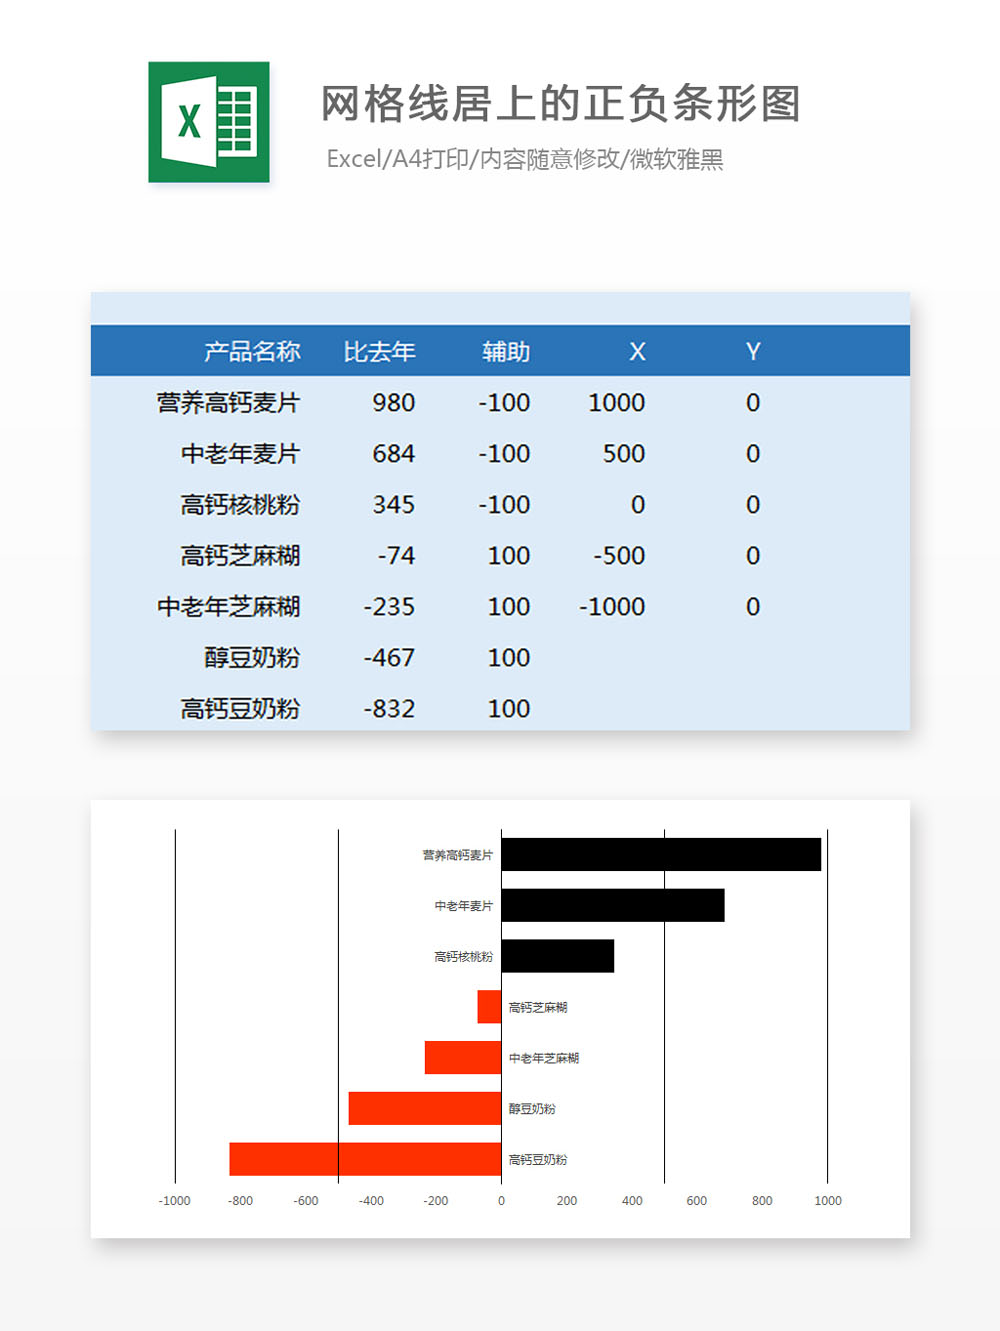 网格线居上的正负条形图
Excel/A4打印/内容随意修改/微软雅黑
X
产品名称 比去年 辅助 X Y
营养高钙麦片 980 -100 1000 0
中老年麦片 684 -100 500 0
高钙核桃粉 345 -100 0 0
高钙芝麻糊 -74 100 -500 0
中老年芝麻糊 -235 100 -1000 0
醇豆奶粉 -467 100
高钙豆奶粉 -832 100
营养高钙麦片
中老年麦片
高钙核桃粉
高钙芝麻糊
中老年芝麻糊
醇豆奶粉
高钙豆奶粉
-1000 -800 -600 -400 -200 0 200 400 600 800 1000